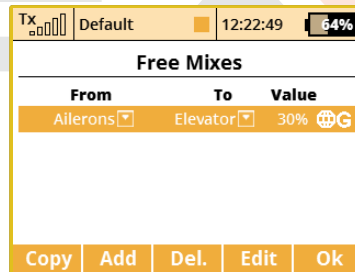 Tx Default 12:22:49 64%
Free Mixes
From To Value
Ailerons Elevator 30% G
Copy Add Del. Edit Ok